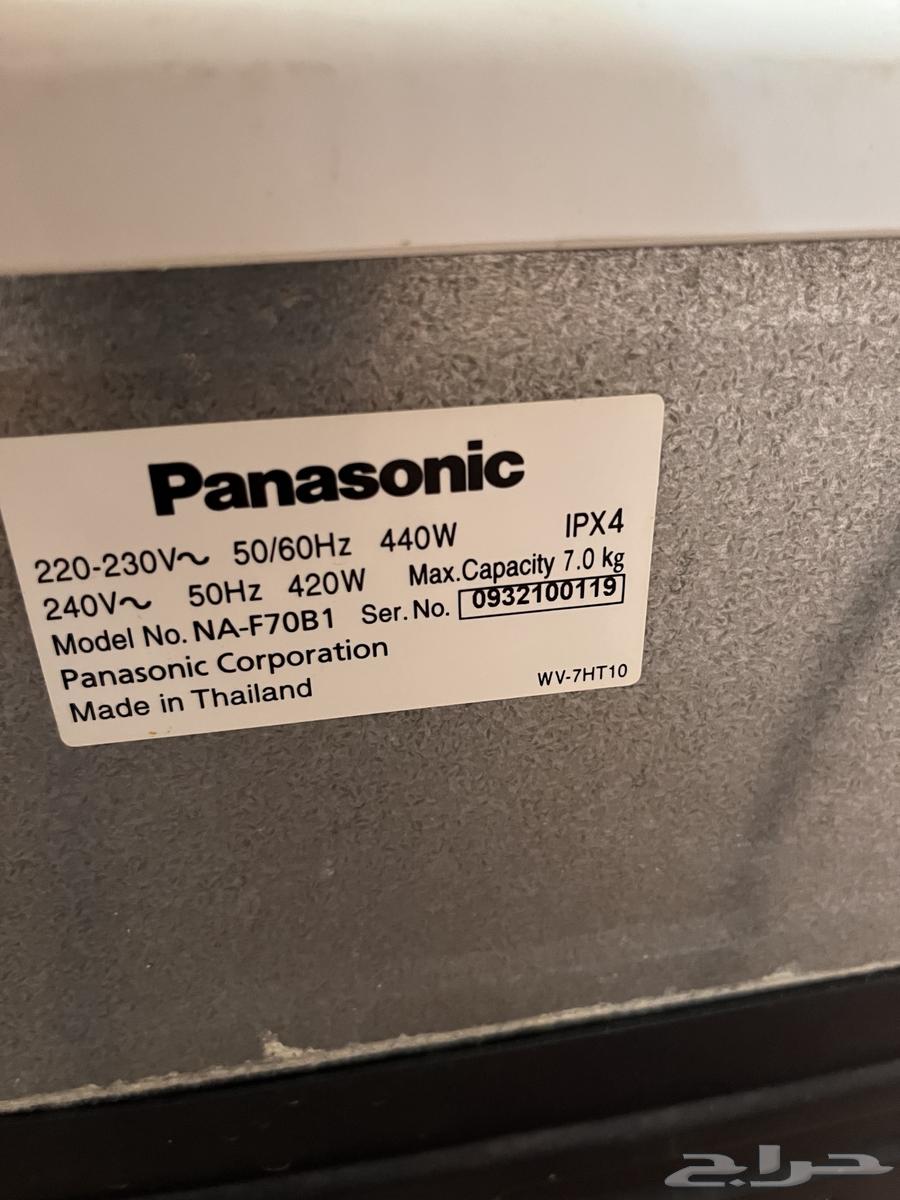 Panasonic
220-230V~ 50/60Hz 440W IPX4
240V~ 50Hz 420W Max.Capacity 7.0 kg
Model No. NA-F70B1 Ser. No. 0932100119
Panasonic Corporation
Made in Thailand WV-7HT10
حراج